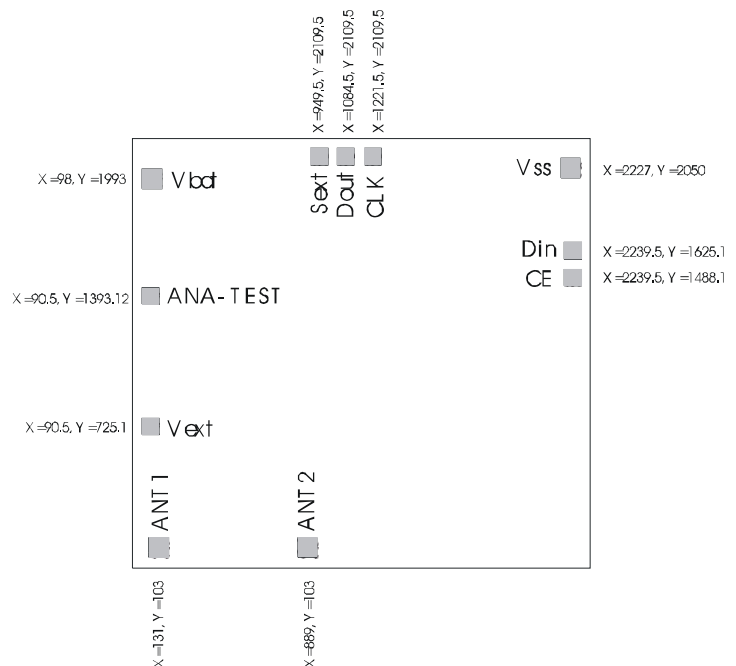 X=949.5, Y=2109.5
X=1084.5, Y=2109.5
X=1221.5, Y=2109.5
Sext
Dout
CLK
X=98, Y=1993
Vbat
Vss
X=2227, Y=2050
Din
X=2239.5, Y=1625.1
CE
X=2239.5, Y=1488.1
X=90.5, Y=1393.12
ANA-TEST
X=90.5, Y=725.1
Vext
ANT1
ANT2
X=131, Y=103
X=889, Y=103